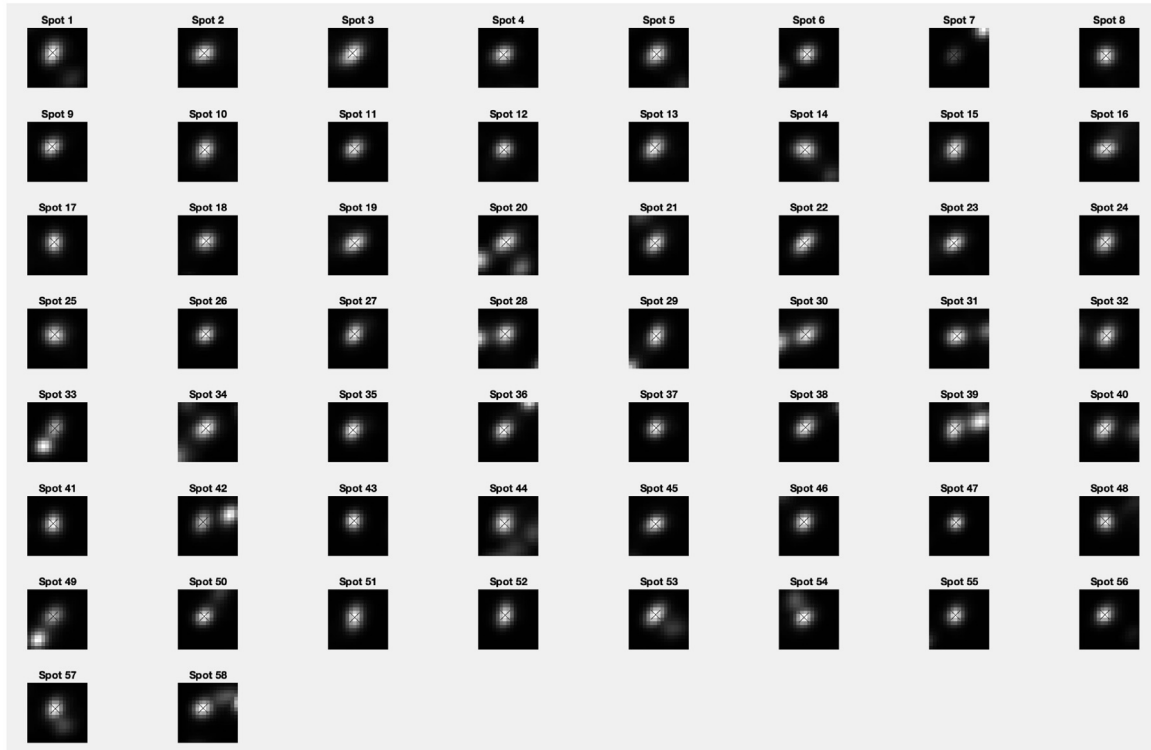 Spot 1 Spot 2 Spot 3 Spot 4 Spot 5 Spot 6 Spot 7 Spot 8
Spot 9 Spot 10 Spot 11 Spot 12 Spot 13 Spot 14 Spot 15 Spot 16
Spot 17 Spot 18 Spot 19 Spot 20 Spot 21 Spot 22 Spot 23 Spot 24
Spot 25 Spot 26 Spot 27 Spot 28 Spot 29 Spot 30 Spot 31 Spot 32
Spot 33 Spot 34 Spot 35 Spot 36 Spot 37 Spot 38 Spot 39 Spot 40
Spot 41 Spot 42 Spot 43 Spot 44 Spot 45 Spot 46 Spot 47 Spot 48
Spot 49 Spot 50 Spot 51 Spot 52 Spot 53 Spot 54 Spot 55 Spot 56
Spot 57 Spot 58